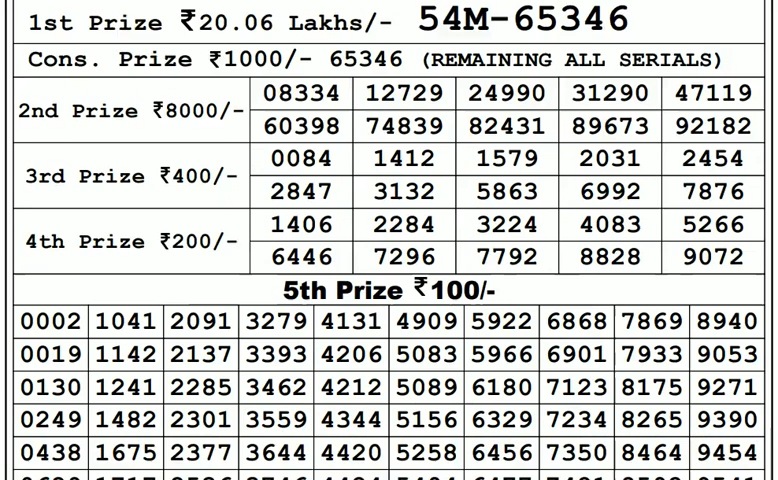 1st Prize ₹20.06 Lakhs/- 54M-65346
Cons. Prize ₹1000/- 65346 (REMAINING ALL SERIALS)
2nd Prize ₹8000/-
08334 12729 24990 31290 47119
60398 74839 82431 89673 92182
3rd Prize ₹400/-
0084 1412 1579 2031 2454
2847 3132 5863 6992 7876
4th Prize ₹200/-
1406 2284 3224 4083 5266
6446 7296 7792 8828 9072
5th Prize ₹100/-
0002 1041 2091 3279 4131 4909 5922 6868 7869 8940
0019 1142 2137 3393 4206 5083 5966 6901 7933 9053
0130 1241 2285 3462 4212 5089 6180 7123 8175 9271
0249 1482 2301 3559 4344 5156 6329 7234 8265 9390
0438 1675 2377 3644 4420 5258 6456 7350 8464 9454